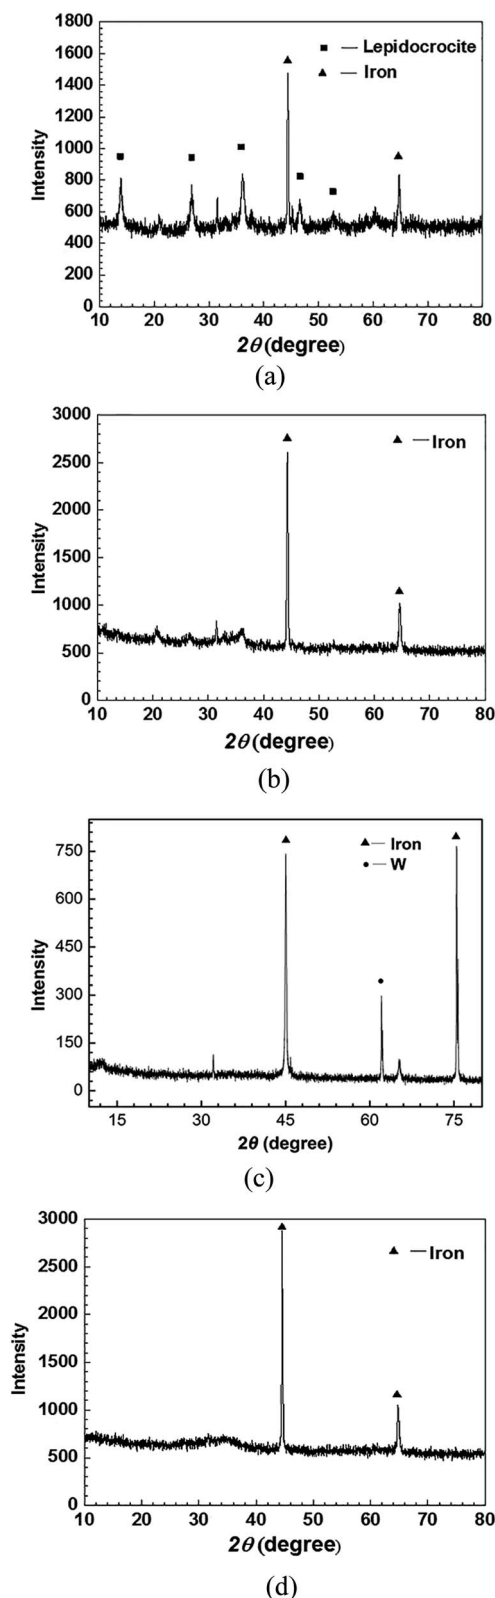 1800
1600
1400
1200
1000
800
600
400
200
0
Intensity
■ — Lepidocrocite
▲ — Iron
10 20 30 40 50 60 70 80
2θ (degree)
(a)
3000
2500
2000
1500
1000
500
0
Intensity
▲ — Iron
10 20 30 40 50 60 70 80
2θ (degree)
(b)
750
600
450
300
150
0
Intensity
▲ — Iron
● — W
15 30 45 60 75
2θ (degree)
(c)
3000
2500
2000
1500
1000
500
0
Intensity
▲ — Iron
10 20 30 40 50 60 70 80
2θ (degree)
(d)